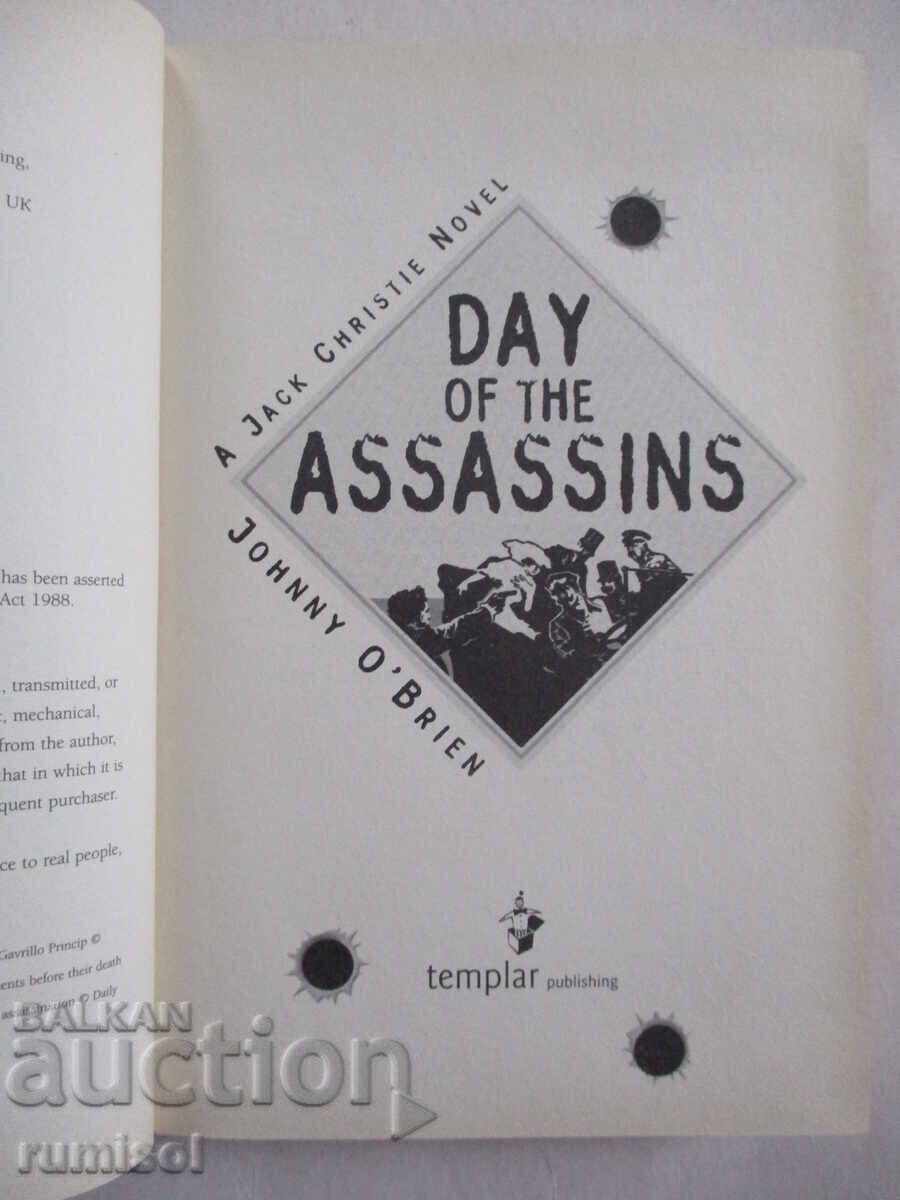 ing,
UK
has been asserted
Act 1988.
, transmitted, or
, mechanical,
from the author,
that in which it is
quent purchaser.
ce to real people,
Gavrillo Princip ©
ents before their death
assassination © Daily
A JACK CHRISTIE NOVEL
DAY
OF THE
ASSASSINS
JOHNNY O'BRIEN
templar publishing
BALKAN
auction
rumisol